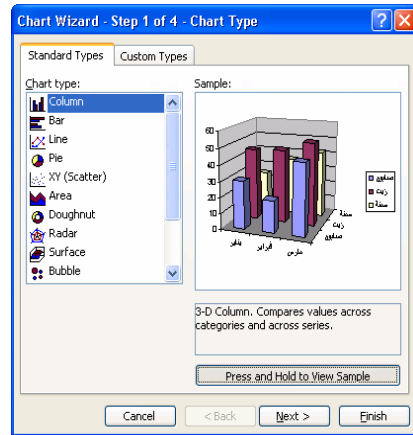 Chart Wizard - Step 1 of 4 - Chart Type
Standard Types
Custom Types
Chart type:
Column
Bar
Line
Pie
XY (Scatter)
Area
Doughnut
Radar
Surface
Bubble
Sample:
60
50
40
30
20
10
0
يناير
فبراير
مارس
صابون
زيت
سمنة
صابون
زيت
سمنة
3-D Column. Compares values across
categories and across series.
Press and Hold to View Sample
Cancel
< Back
Next >
Finish